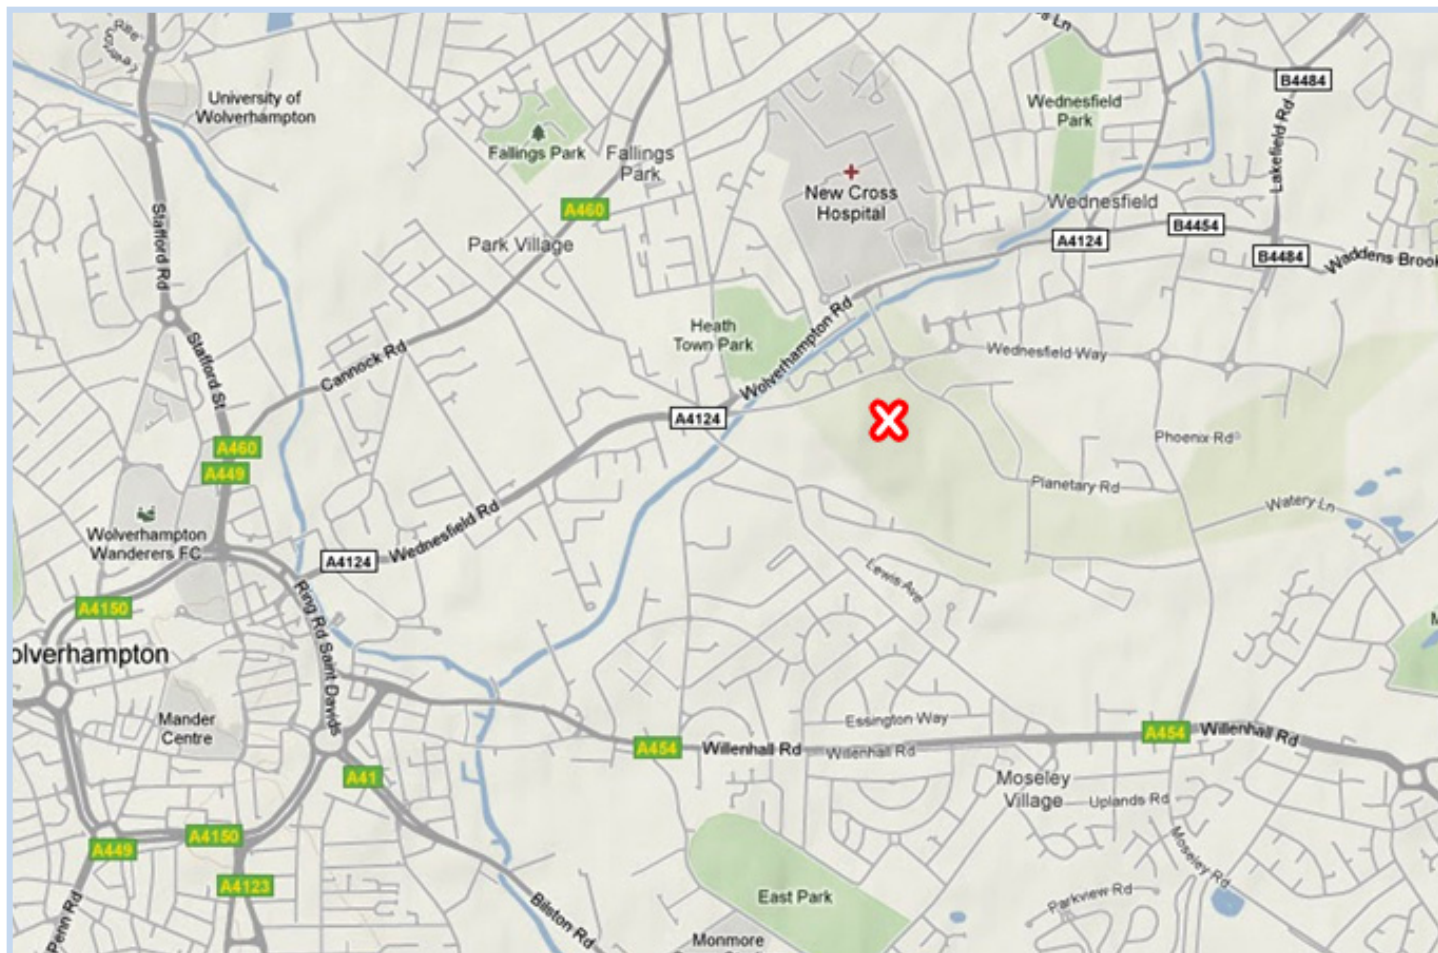 s Ln
B4484
University of
Wolverhampton
Wednesfield
Park
Lakefield Rd
Fallings Park
Fallings
Park
New Cross
Hospital
Wednesfield
A460
B4454
Park Village
A4124
B4484
Waddens Brook
Stafford Rd
Heath
Town Park
Wolverhampton Rd
Wednesfield Way
Stafford St
Cannock Rd
A4124
A460
Phoenix Rd
A449
Planetary Rd
Watery Ln
Wolverhampton
Wanderers FC
Wednesfield Rd
A4124
Lewis Ave
A4150
Ring Rd Saint Davids
olverhampton
Mander
Centre
Essington Way
A454
Willenhall Rd
A454
Willenhall Rd
Willenhall Rd
A41
Moseley
Village
Uplands Rd
A4150
A449
Moseley Rd
A4123
East Park
Parkview Rd
Penn Rd
Bilston Rd
Monmore